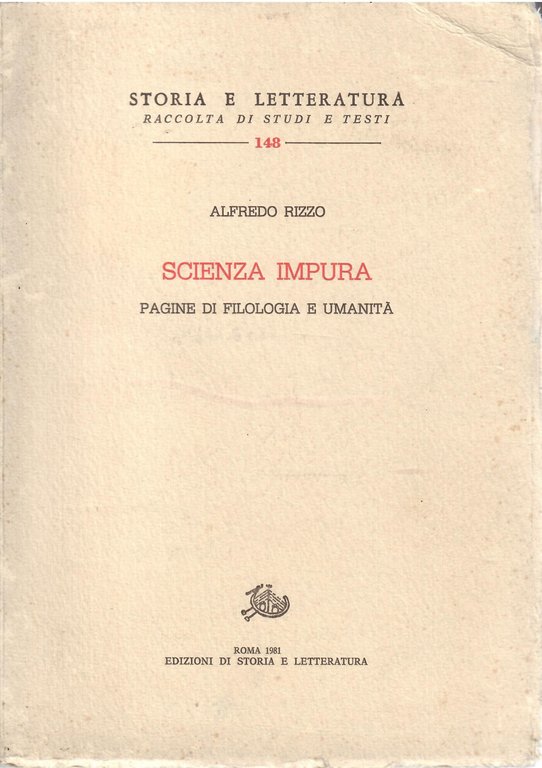 STORIA E LETTERATURA
RACCOLTA DI STUDI E TESTI
148
ALFREDO RIZZO
SCIENZA IMPURA
PAGINE DI FILOLOGIA E UMANITÀ
ROMA 1981
EDIZIONI DI STORIA E LETTERATURA